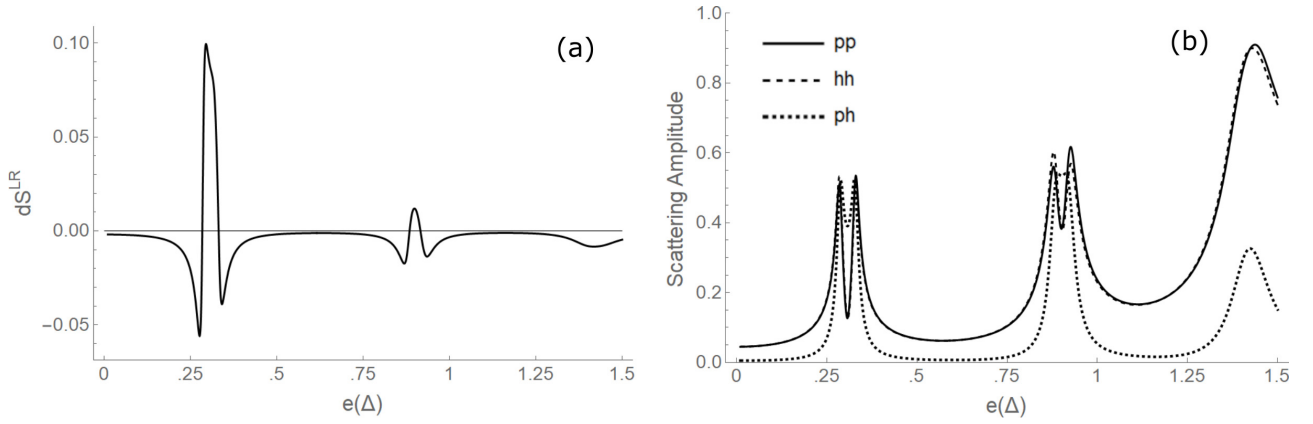 (a)
0.10
0.05
0.00
−0.05
dS^LR
0 .25 .5 .75 1 1.25 1.5
e(Δ)
(b)
pp
hh
ph
1.0
0.8
0.6
0.4
0.2
0.0
Scattering Amplitude
0 .25 .5 .75 1 1.25 1.5
e(Δ)